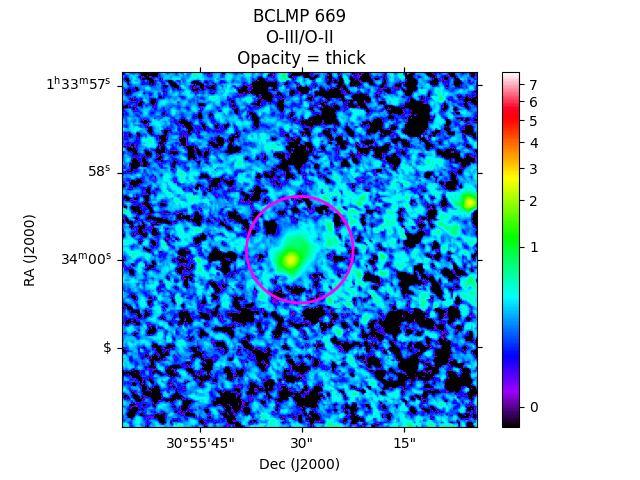 BCLMP 669
O-III/O-II
Opacity = thick
1ʰ33ᵐ57ˢ
58ˢ
34ᵐ00ˢ
$
RA (J2000)
30°55'45"
30"
15"
Dec (J2000)
7
6
5
4
3
2
1
0